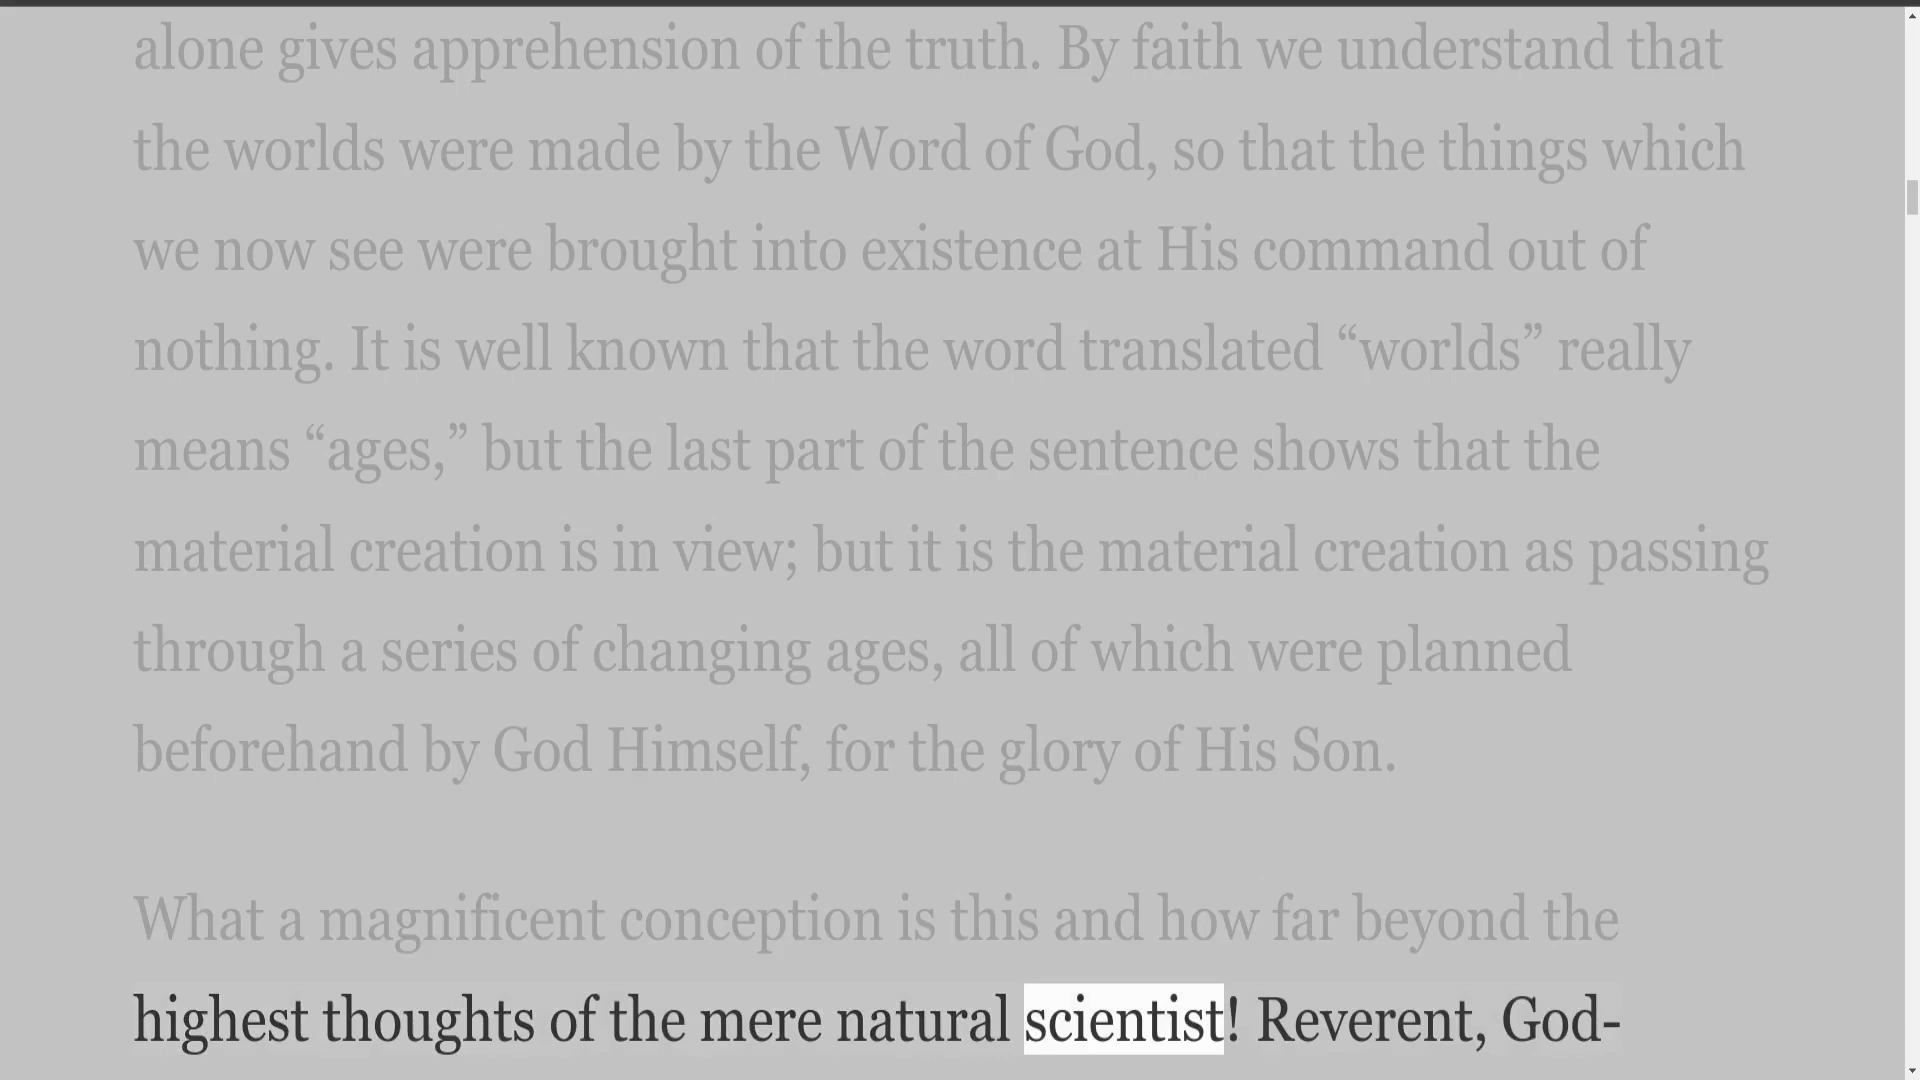 alone gives apprehension of the truth. By faith we understand that
the worlds were made by the Word of God, so that the things which
we now see were brought into existence at His command out of
nothing. It is well known that the word translated “worlds” really
means “ages,” but the last part of the sentence shows that the
material creation is in view; but it is the material creation as passing
through a series of changing ages, all of which were planned
beforehand by God Himself, for the glory of His Son.
What a magnificent conception is this and how far beyond the
highest thoughts of the mere natural scientist! Reverent, God-